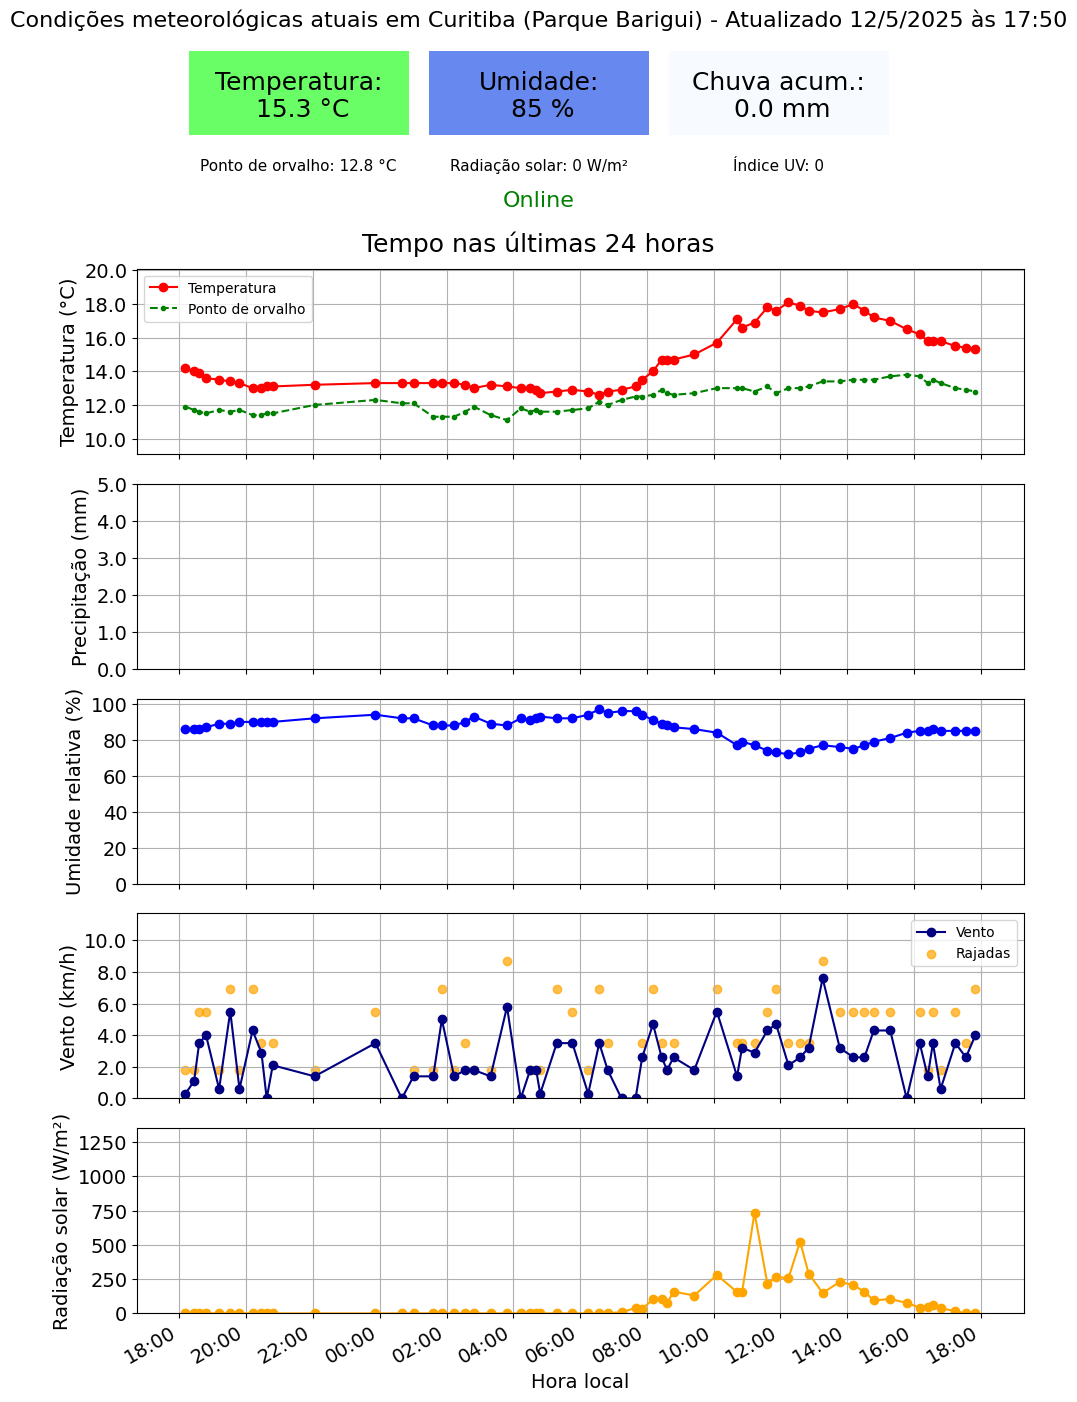 Condições meteorológicas atuais em Curitiba (Parque Barigui) - Atualizado 12/5/2025 às 17:50
Temperatura:
15.3 °C
Umidade:
85 %
Chuva acum.:
0.0 mm
Ponto de orvalho: 12.8 °C
Radiação solar: 0 W/m²
Índice UV: 0
Online
Tempo nas últimas 24 horas
Temperatura (°C)
20.0
18.0
16.0
14.0
12.0
10.0
Temperatura
Ponto de orvalho
Precipitação (mm)
5.0
4.0
3.0
2.0
1.0
0.0
Umidade relativa (%)
100
80
60
40
20
0
Vento (km/h)
10.0
8.0
6.0
4.0
2.0
0.0
Vento
Rajadas
Radiação solar (W/m²)
1250
1000
750
500
250
0
18:00
20:00
22:00
00:00
02:00
04:00
06:00
08:00
10:00
12:00
14:00
16:00
18:00
Hora local